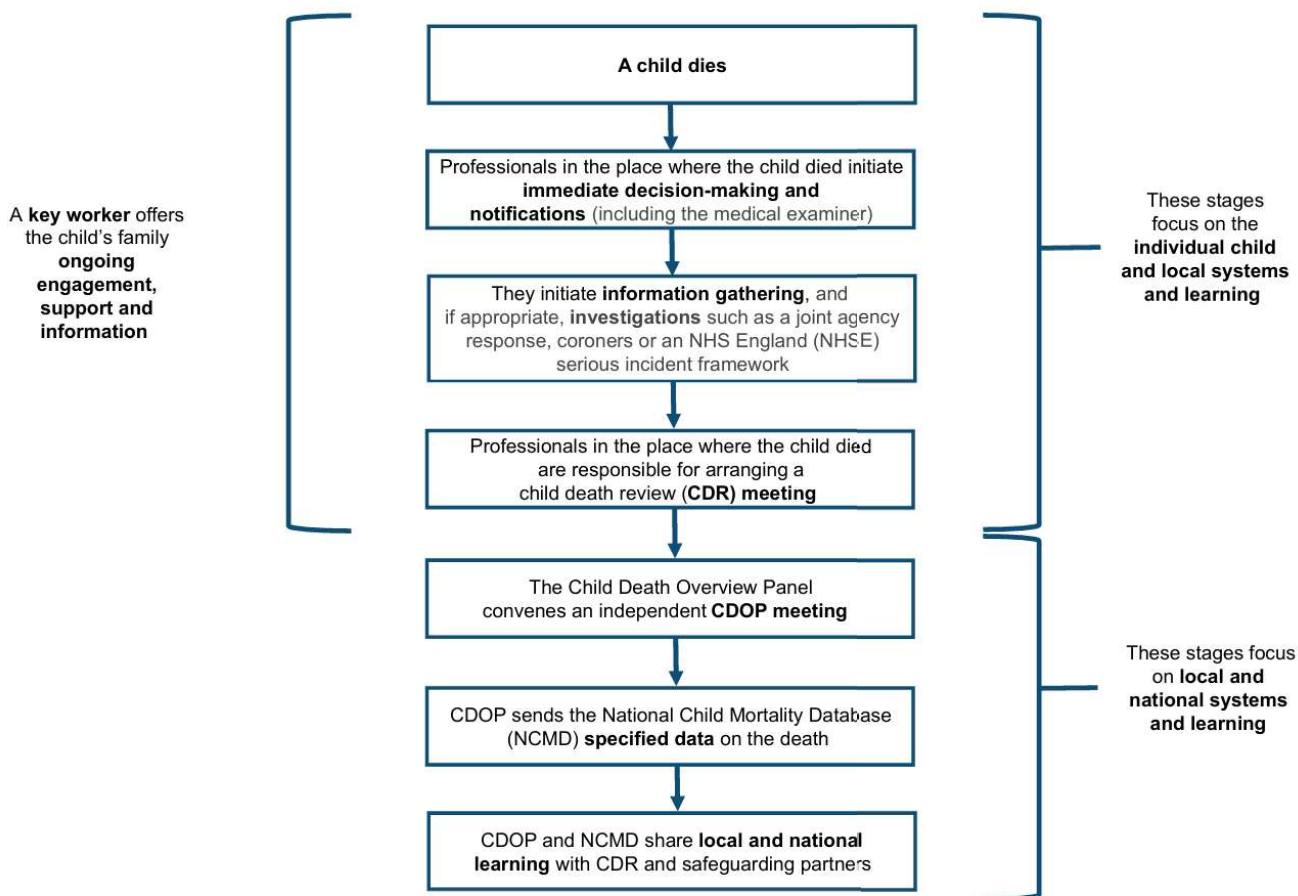 A child dies
Professionals in the place where the child died initiate
immediate decision-making and
notifications (including the medical examiner)
A key worker offers
the child's family
ongoing
engagement,
support and
information
These stages
focus on the
individual child
and local systems
and learning
They initiate information gathering, and
if appropriate, investigations such as a joint agency
response, coroners or an NHS England (NHSE)
serious incident framework
Professionals in the place where the child died
are responsible for arranging a
child death review (CDR) meeting
The Child Death Overview Panel
convenes an independent CDOP meeting
These stages focus
on local and
national systems
and learning
CDOP sends the National Child Mortality Database
(NCMD) specified data on the death
CDOP and NCMD share local and national
learning with CDR and safeguarding partners